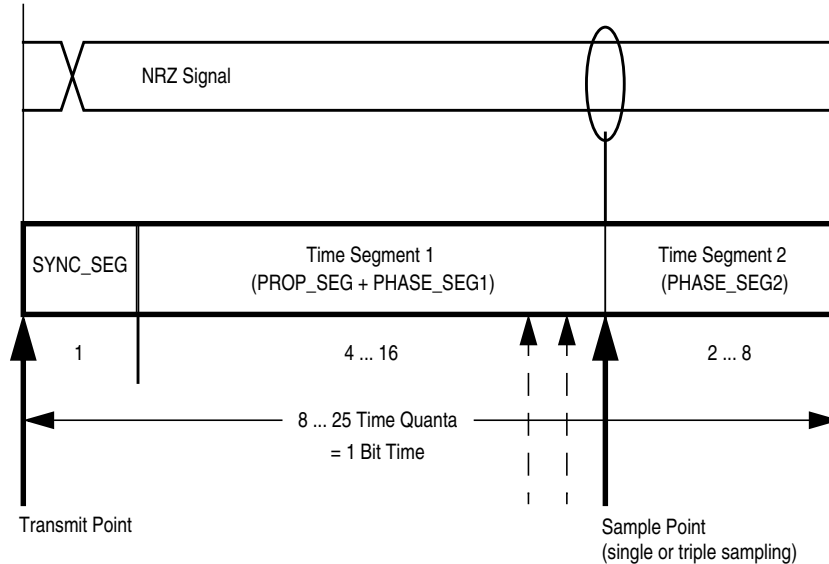 NRZ Signal
SYNC_SEG
Time Segment 1
(PROP_SEG + PHASE_SEG1)
Time Segment 2
(PHASE_SEG2)
1
4 ... 16
2 ... 8
8 ... 25 Time Quanta
= 1 Bit Time
Transmit Point
Sample Point
(single or triple sampling)